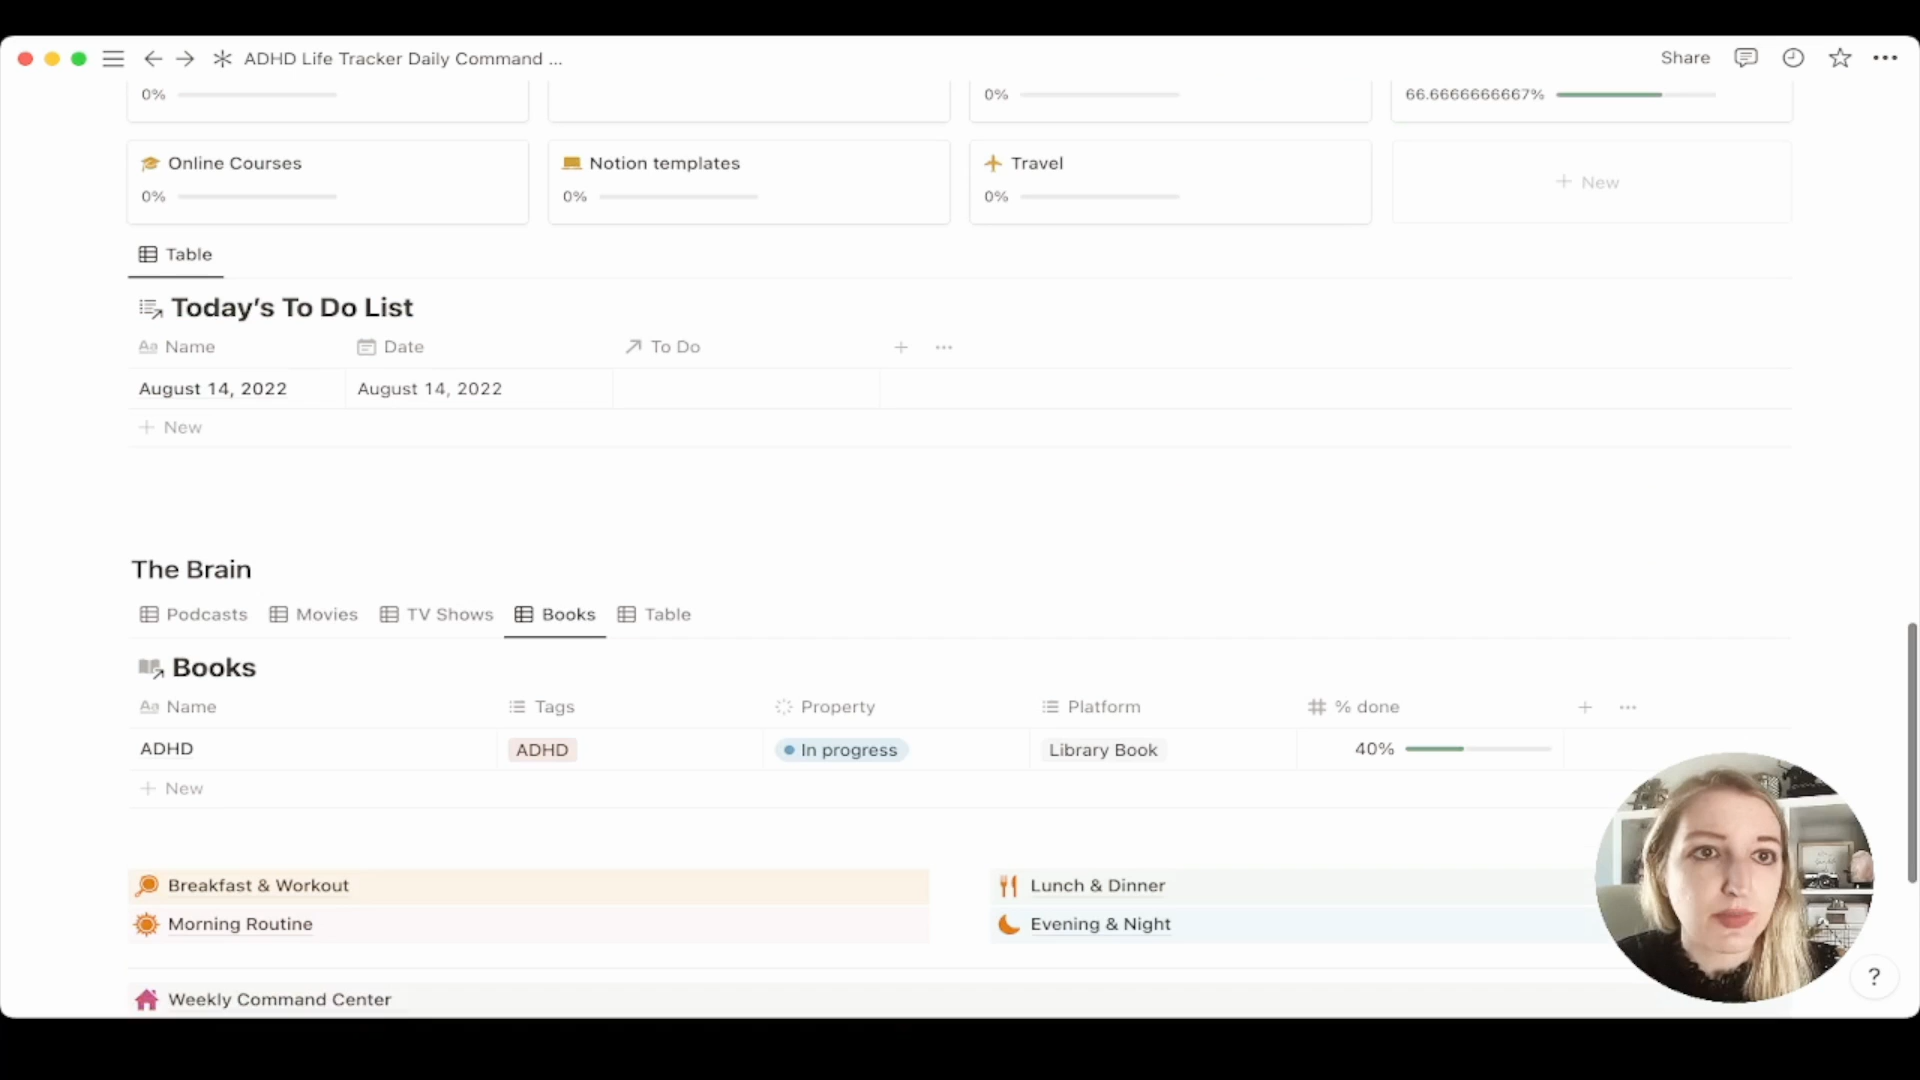 ADHD Life Tracker Daily Command ...
Share
0%
0%
66.6666666667%
Online Courses
0%
Notion templates
0%
Travel
0%
+ New
Table
Today's To Do List
Aa Name
Date
To Do
August 14, 2022
August 14, 2022
+ New
The Brain
Podcasts
Movies
TV Shows
Books
Table
Books
Aa Name
Tags
Property
Platform
# % done
ADHD
ADHD
In progress
Library Book
40%
+ New
Breakfast & Workout
Lunch & Dinner
Morning Routine
Evening & Night
Weekly Command Center
?